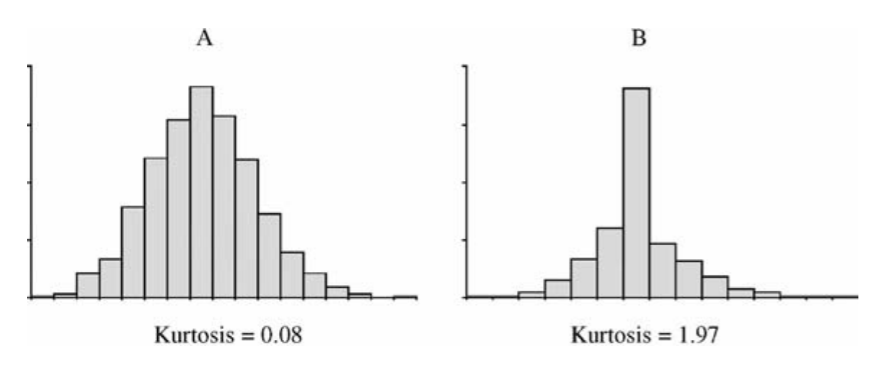 A
B
Kurtosis = 0.08
Kurtosis = 1.97